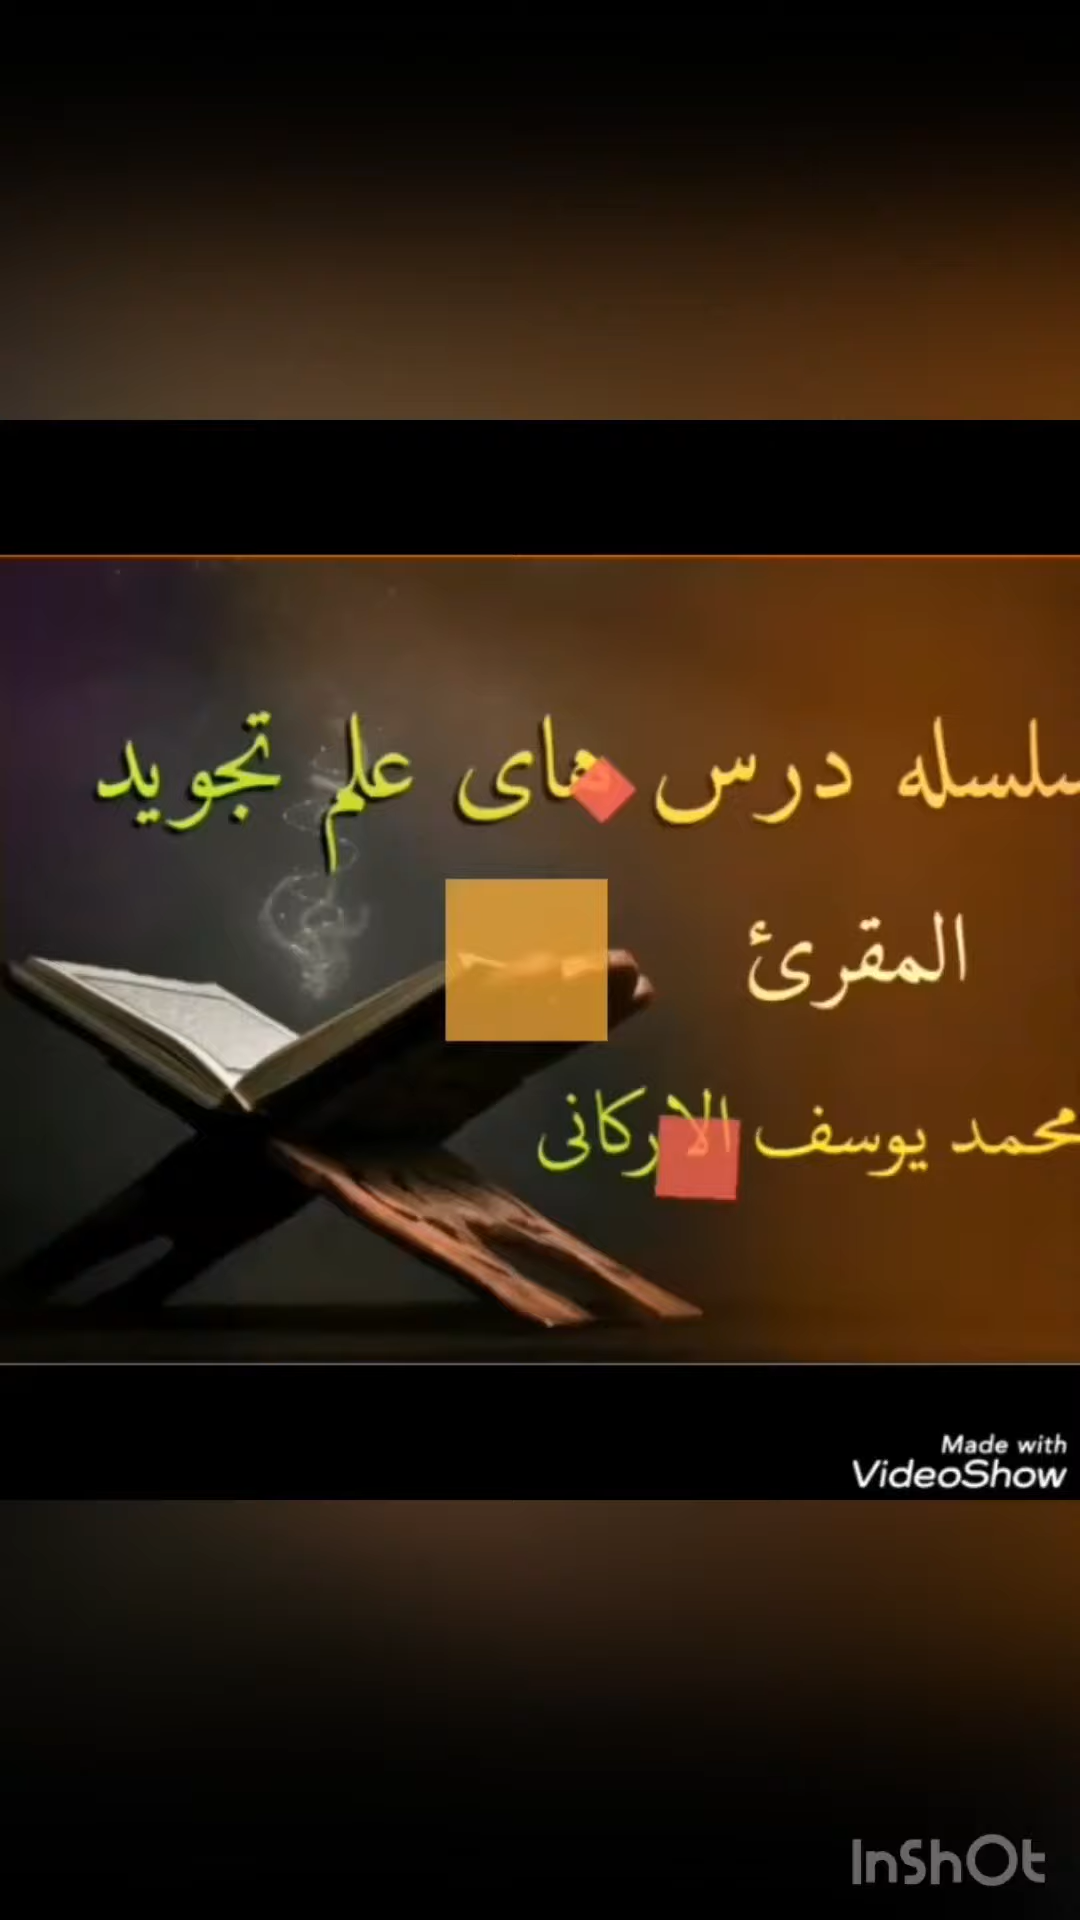 سلسله درس های علم تجوید
المقرئ
محمد یوسف الارکانی
Made with
VideoShow
InShOt